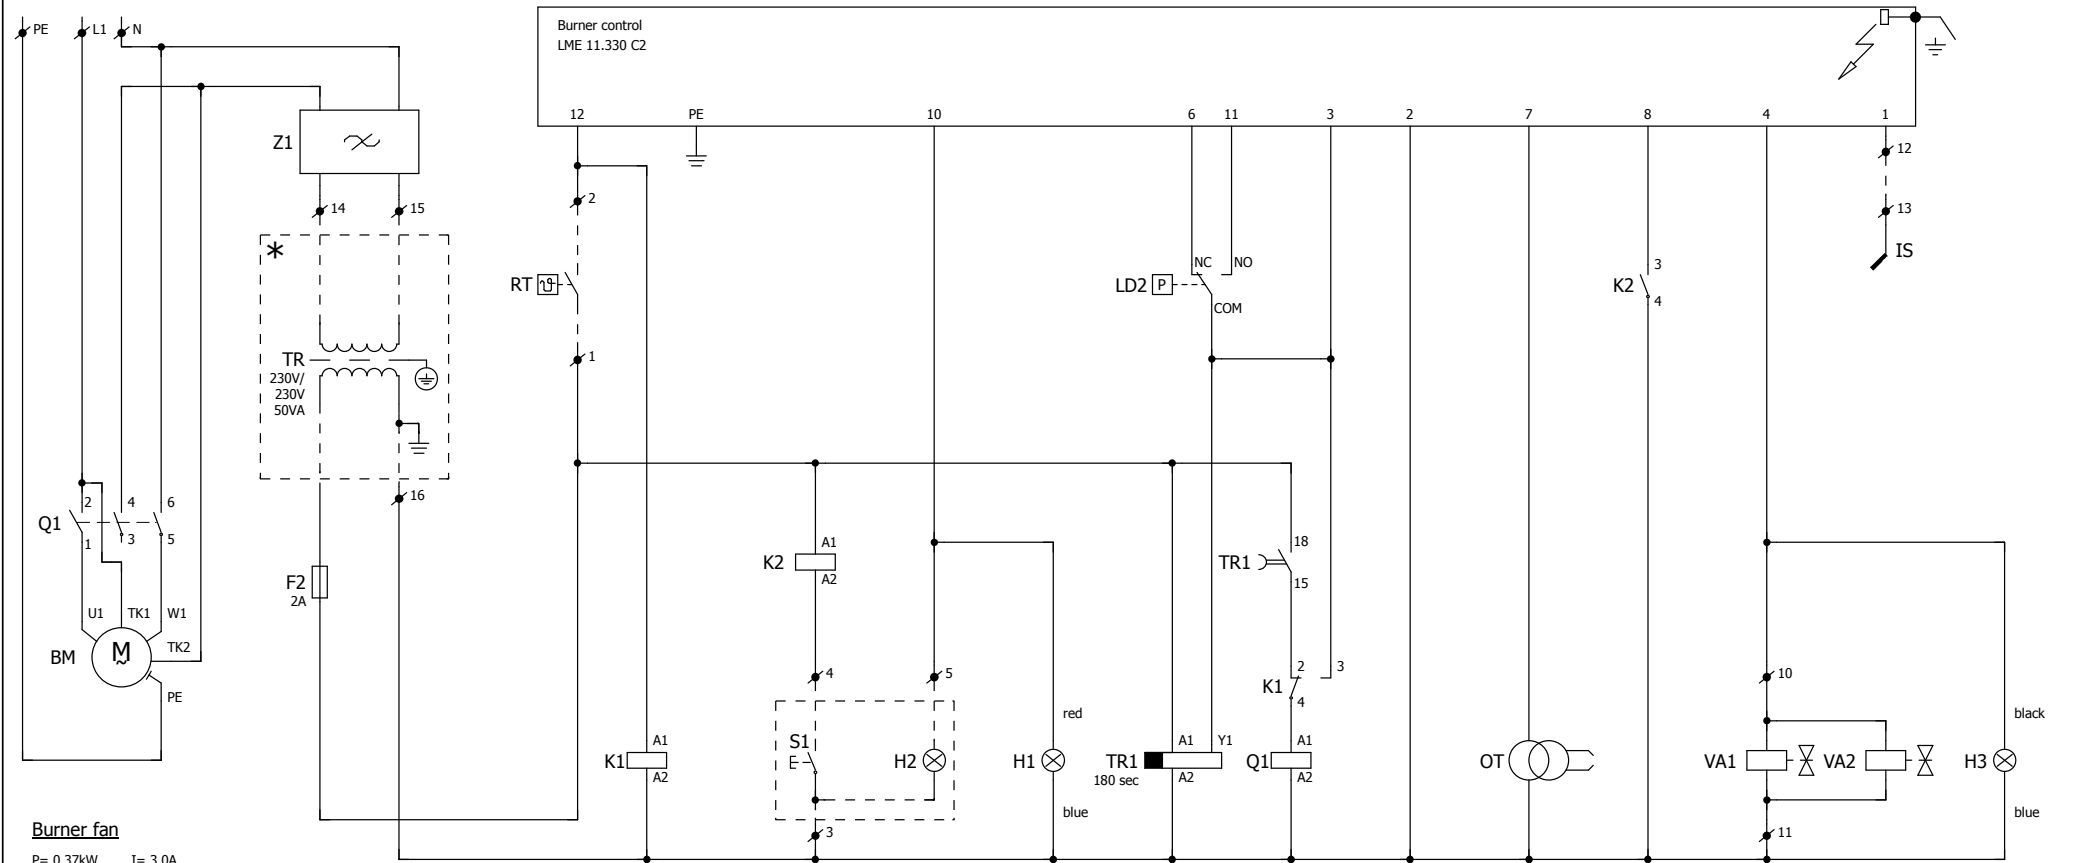 PE
L1
N
Burner control
LME 11.330 C2
12
PE
10
6
11
3
2
7
8
4
1
Z1
12
14
15
2
13
*
NC
NO
IS
RT
LD2
P
K2
3
4
COM
TR
230V/
230V
50VA
1
16
2
4
6
Q1
1
3
5
A1
K2
A2
18
TR1
15
F2
2A
U1
TK1
W1
BM
M
~
TK2
PE
4
5
2
3
K1
4
10
red
black
S1
E
H2
K1
A1
A2
H1
TR1
180 sec
A1
Y1
A2
Q1
A1
A2
OT
VA1
VA2
H3
blue
blue
3
11
Burner fan
P= 0,37kW I= 3,0A